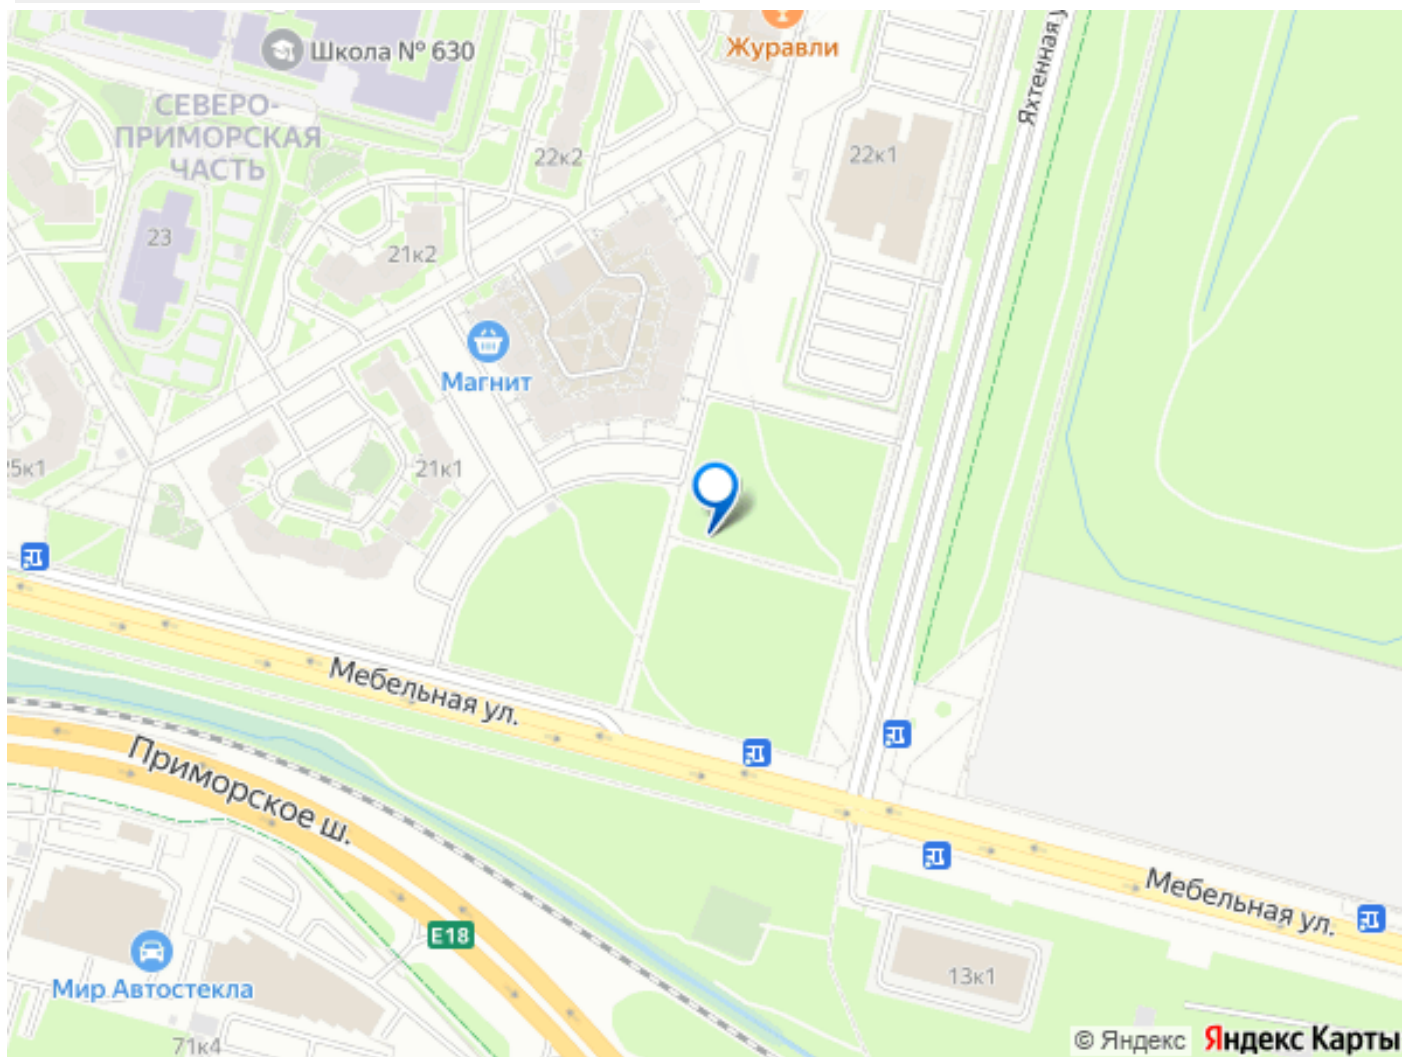 Журавли
Школа № 630
Яхтенная у
СЕВЕРО-
ПРИМОРСКАЯ
ЧАСТЬ
22к2
22к1
23
21к2
Магнит
25к1
21к1
Мебельная ул.
Приморское ш.
Мебельная ул.
E18
Мир Автостекла
13к1
71к4
© Яндекс Яндекс Карты